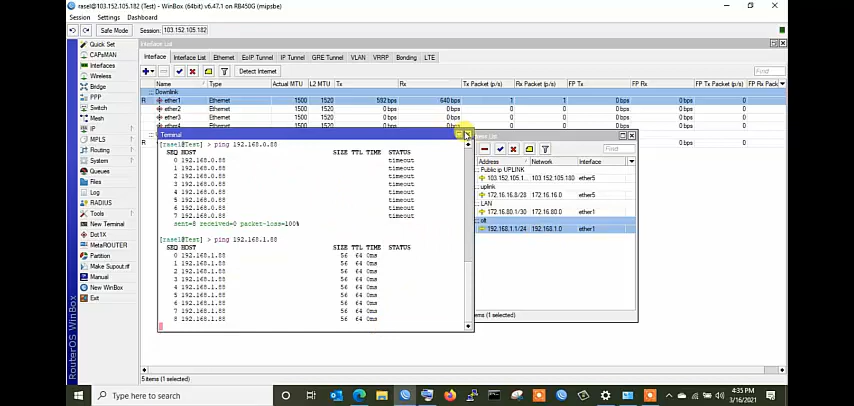 rasel@103.152.105.182 (Test) - WinBox (64bit) v6.47.1 on RB450G (mipsbe)
Session Settings Dashboard
Safe Mode Session: 103.152.105.182
Quick Set
CAPsMAN
Interfaces
Wireless
Bridge
PPP
Switch
Mesh
IP
MPLS
Routing
System
Queues
Files
Log
RADIUS
Tools
New Terminal
Dot1X
MetaROUTER
Partition
Make Supout.rif
Manual
New WinBox
Exit
RouterOS WinBox
Interface List
Interface Interface List Ethernet EoIP Tunnel IP Tunnel GRE Tunnel VLAN VRRP Bonding LTE
Detect Internet Find
Name Type Actual MTU L2 MTU Tx Rx Tx Packet (p/s) Rx Packet (p/s) FP Tx FP Rx FP Tx Packet (p/s) FP Rx Pack
::: Downlink
R ether1 Ethernet 1500 1520 592 bps 640 bps 1 1 0 bps 0 bps 0
ether2 Ethernet 1500 1520 0 bps 0 bps 0 0 0 bps 0 bps 0
ether3 Ethernet 1500 1520 0 bps 0 bps 0 0 0 bps 0 bps 0
R
Terminal
[rasel@Test] > ping 192.168.0.88
SEQ HOST SIZE TTL TIME STATUS
0 192.168.0.88 timeout
1 192.168.0.88 timeout
2 192.168.0.88 timeout
3 192.168.0.88 timeout
4 192.168.0.88 timeout
5 192.168.0.88 timeout
6 192.168.0.88 timeout
7 192.168.0.88 timeout
sent=8 received=0 packet-loss=100%
[rasel@Test] > ping 192.168.1.88
SEQ HOST SIZE TTL TIME STATUS
0 192.168.1.88 56 64 0ms
1 192.168.1.88 56 64 0ms
2 192.168.1.88 56 64 0ms
3 192.168.1.88 56 64 0ms
4 192.168.1.88 56 64 0ms
5 192.168.1.88 56 64 0ms
6 192.168.1.88 56 64 0ms
7 192.168.1.88 56 64 0ms
8 192.168.1.88 56 64 0ms
List
Find
Address Network Interface
::: Public ip UPLINK
103.152.105.1... 103.152.105.180 ether5
::: uplink
172.16.16.8/28 172.16.16.0 ether5
::: LAN
172.16.80.1/30 172.16.80.0 ether1
::: olt
192.168.1.1/24 192.168.1.0 ether1
items (1 selected)
5 items (1 selected)
Type here to search
4:35 PM
3/16/2021